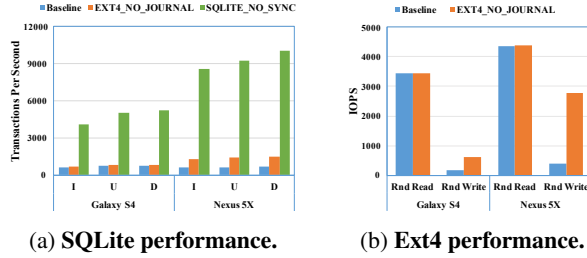 Baseline EXT4_NO_JOURNAL SQLITE_NO_SYNC
Transactions Per Second
12000
9000
6000
3000
0
I U D I U D
Galaxy S4 Nexus 5X
(a) SQLite performance.
Baseline EXT4_NO_JOURNAL
IOPS
5000
4000
3000
2000
1000
0
Rnd Read Rnd Write Rnd Read Rnd Write
Galaxy S4 Nexus 5X
(b) Ext4 performance.